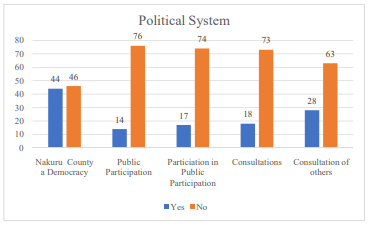 Political System
80
70
60
50
40
30
20
10
0
44 46
14 76
17 74
18 73
28 63
Nakuru County
a Democracy
Public
Participation
Particiation in
Public
Participation
Consultations
Consultation of
others
Yes No